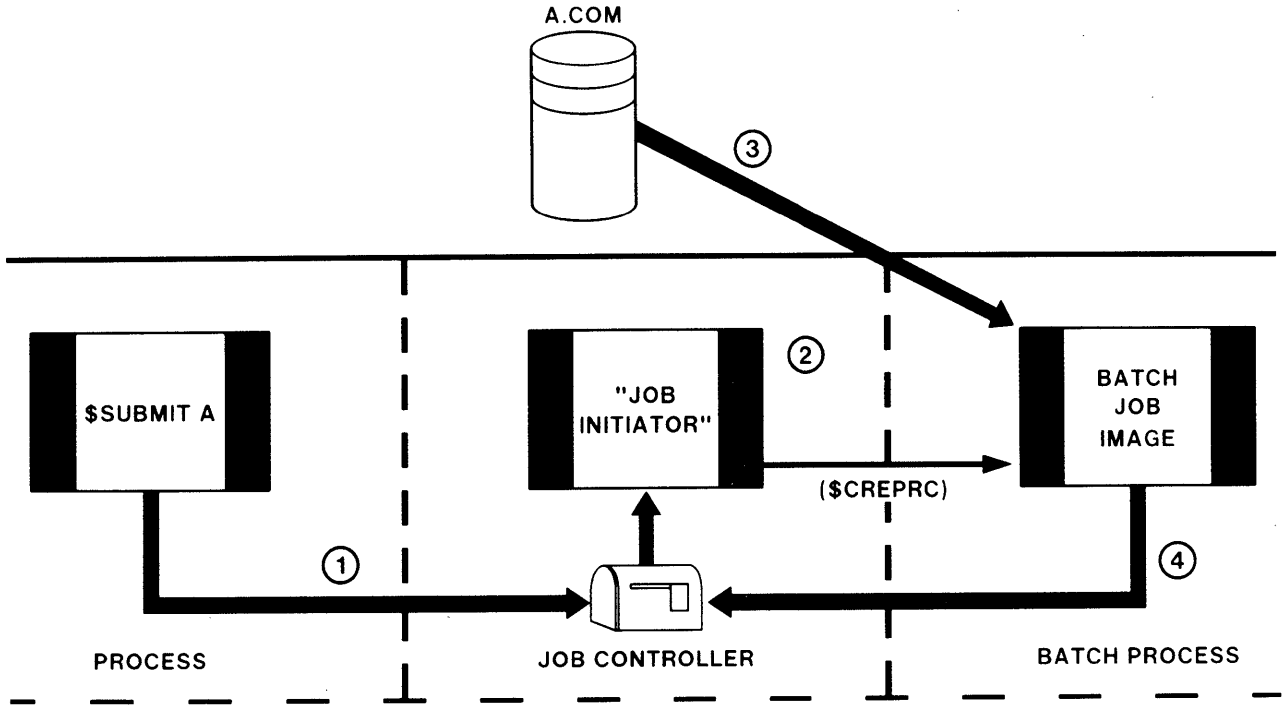 A.COM
3
$SUBMIT A
"JOB
INITIATOR"
2
BATCH
JOB
IMAGE
($CREPRC)
1
4
PROCESS
JOB CONTROLLER
BATCH PROCESS